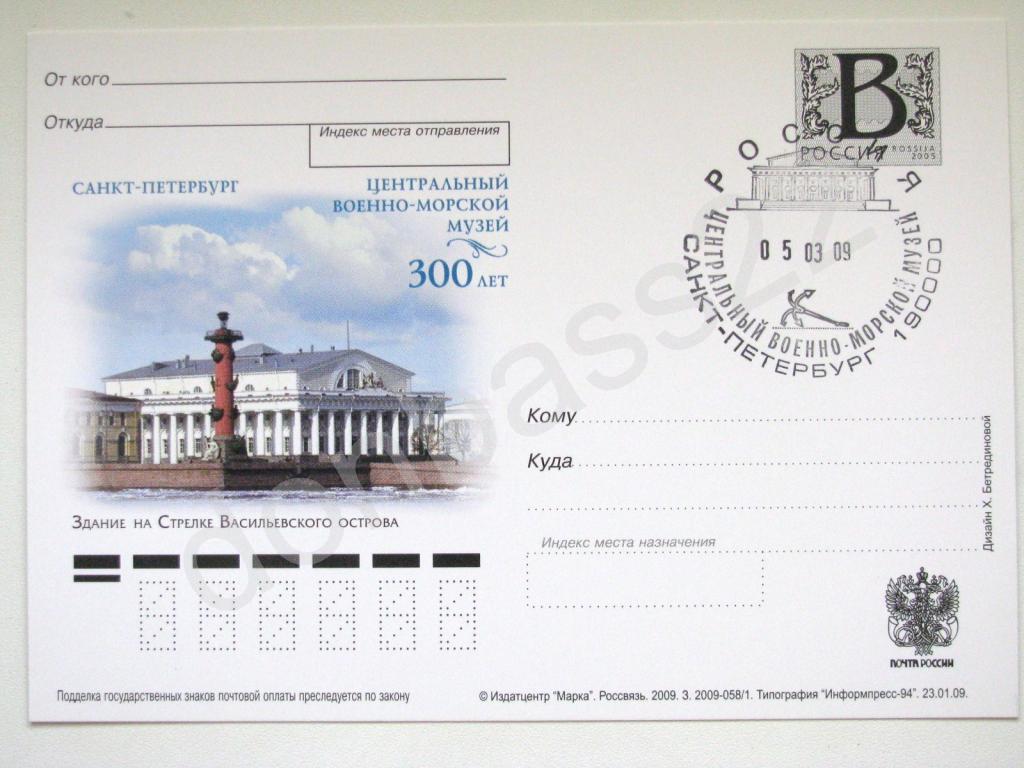 От кого
Откуда
Индекс места отправления
САНКТ-ПЕТЕРБУРГ
ЦЕНТРАЛЬНЫЙ
ВОЕННО-МОРСКОЙ
МУЗЕЙ
300 ЛЕТ
В
РОССИЯ
ROSSIJA
2005
РОССИЯ
ЦЕНТРАЛЬНЫЙ ВОЕННО-МОРСКОЙ МУЗЕЙ
05 03 09
САНКТ-ПЕТЕРБУРГ 190000
Здание на Стрелке Васильевского острова
Кому
Куда
Индекс места назначения
Дизайн Х. Бетрединовой
ПОЧТА РОССИИ
Подделка государственных знаков почтовой оплаты преследуется по закону
© Издатцентр "Марка". Россвязь. 2009. З. 2009-058/1. Типография "Информпресс-94". 23.01.09.